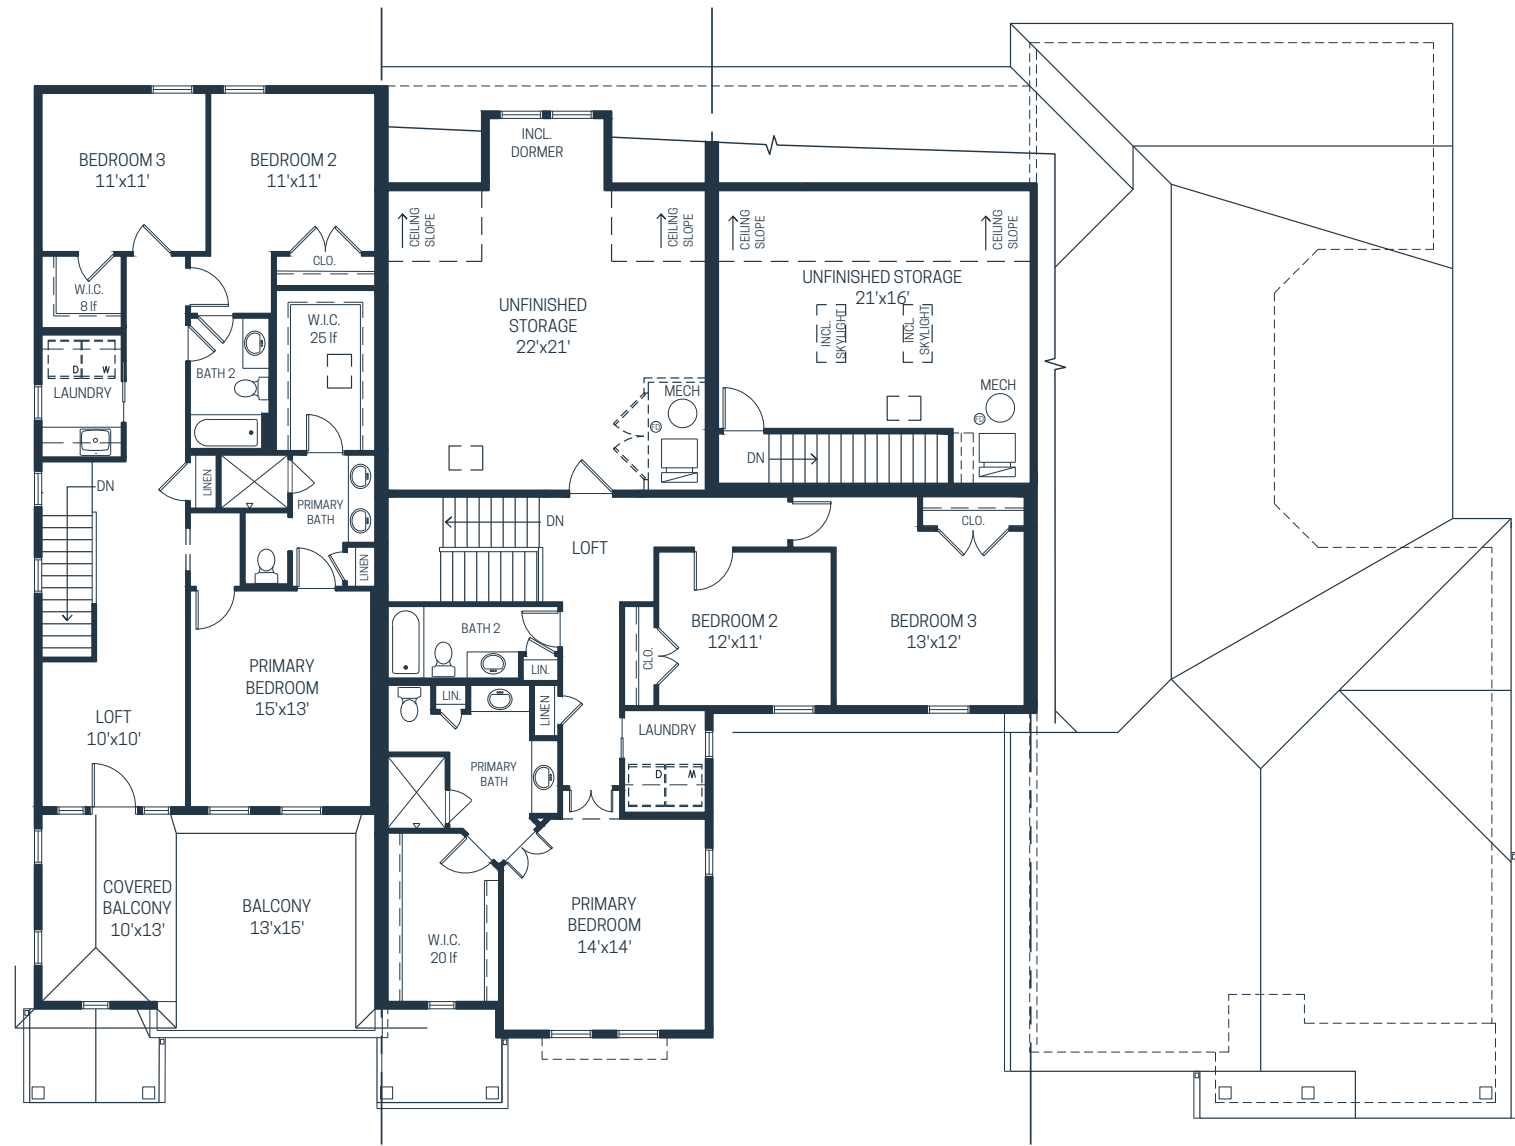 BEDROOM 3
11'x11'
BEDROOM 2
11'x11'
CLO.
W.I.C.
8 lf
W.I.C.
25 lf
D
W
LAUNDRY
BATH 2
DN
LINEN
PRIMARY
BATH
LINEN
PRIMARY
BEDROOM
15'x13'
LOFT
10'x10'
COVERED
BALCONY
10'x13'
BALCONY
13'x15'
INCL.
DORMER
CEILING
SLOPE
CEILING
SLOPE
UNFINISHED
STORAGE
22'x21'
MECH
FD
DN
LOFT
BATH 2
LIN.
LIN.
LINEN
PRIMARY
BATH
W.I.C.
20 lf
PRIMARY
BEDROOM
14'x14'
CLO.
BEDROOM 2
12'x11'
LAUNDRY
D
W
BEDROOM 3
13'x12'
CLO.
CEILING
SLOPE
CEILING
SLOPE
UNFINISHED STORAGE
21'x16'
INCL.
SKYLIGHT
INCL.
SKYLIGHT
MECH
FD
DN